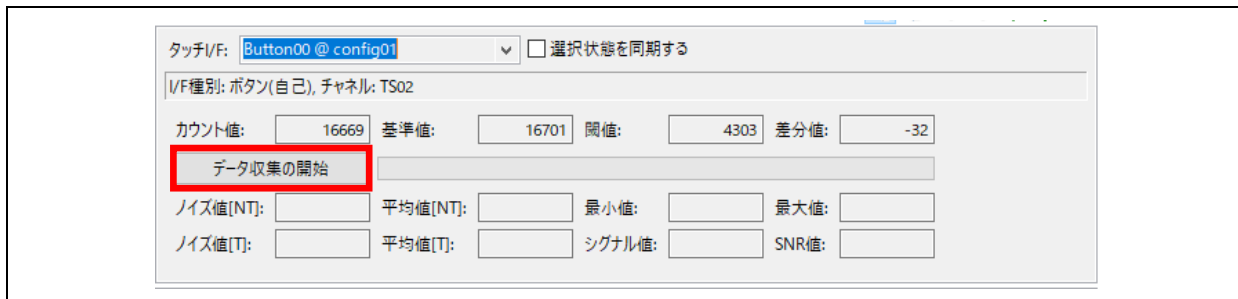 タッチI/F: Button00 @ config01 選択状態を同期する
I/F種別: ボタン(自己), チャネル: TS02
カウント値: 16669 基準値: 16701 閾値: 4303 差分値: -32
データ収集の開始
ノイズ値[NT]: 平均値[NT]: 最小値: 最大値:
ノイズ値[T]: 平均値[T]: シグナル値: SNR値: